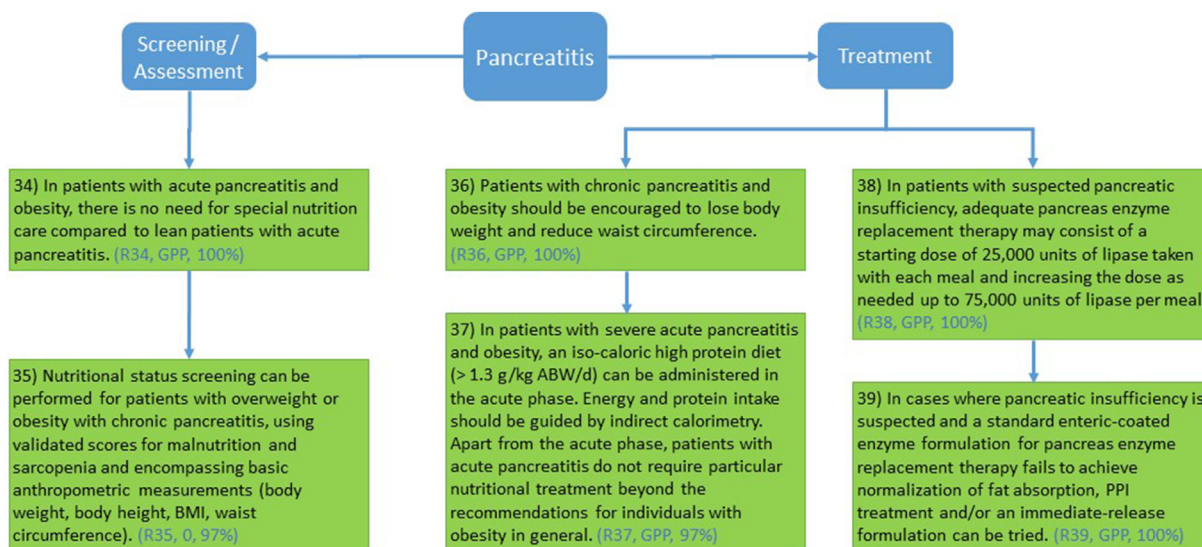 Screening /
Assessment
Pancreatitis
Treatment
34) In patients with acute pancreatitis and
obesity, there is no need for special nutrition
care compared to lean patients with acute
pancreatitis. (R34, GPP, 100%)
35) Nutritional status screening can be
performed for patients with overweight or
obesity with chronic pancreatitis, using
validated scores for malnutrition and
sarcopenia and encompassing basic
anthropometric measurements (body
weight, body height, BMI, waist
circumference). (R35, 0, 97%)
36) Patients with chronic pancreatitis and
obesity should be encouraged to lose body
weight and reduce waist circumference.
(R36, GPP, 100%)
37) In patients with severe acute pancreatitis
and obesity, an iso-caloric high protein diet
(> 1.3 g/kg ABW/d) can be administered in
the acute phase. Energy and protein intake
should be guided by indirect calorimetry.
Apart from the acute phase, patients with
acute pancreatitis do not require particular
nutritional treatment beyond the
recommendations for individuals with
obesity in general. (R37, GPP, 97%)
38) In patients with suspected pancreatic
insufficiency, adequate pancreas enzyme
replacement therapy may consist of a
starting dose of 25,000 units of lipase taken
with each meal and increasing the dose as
needed up to 75,000 units of lipase per meal
(R38, GPP, 100%)
39) In cases where pancreatic insufficiency is
suspected and a standard enteric-coated
enzyme formulation for pancreas enzyme
replacement therapy fails to achieve
normalization of fat absorption, PPI
treatment and/or an immediate-release
formulation can be tried. (R39, GPP, 100%)